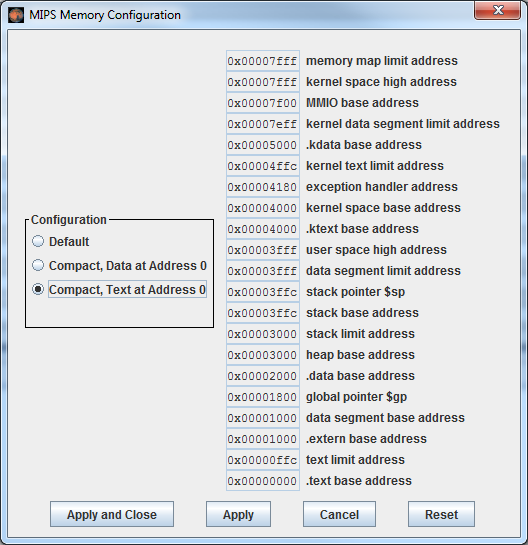 MIPS Memory Configuration
0x00007fff memory map limit address
0x00007fff kernel space high address
0x00007f00 MMIO base address
0x00007eff kernel data segment limit address
0x00005000 .kdata base address
0x00004ffc kernel text limit address
0x00004180 exception handler address
0x00004000 kernel space base address
0x00004000 .ktext base address
0x00003fff user space high address
0x00003fff data segment limit address
0x00003ffc stack pointer $sp
0x00003ffc stack base address
0x00003000 stack limit address
0x00003000 heap base address
0x00002000 .data base address
0x00001800 global pointer $gp
0x00001000 data segment base address
0x00001000 .extern base address
0x00000ffc text limit address
0x00000000 .text base address
Configuration
Default
Compact, Data at Address 0
Compact, Text at Address 0
Apply and Close Apply Cancel Reset